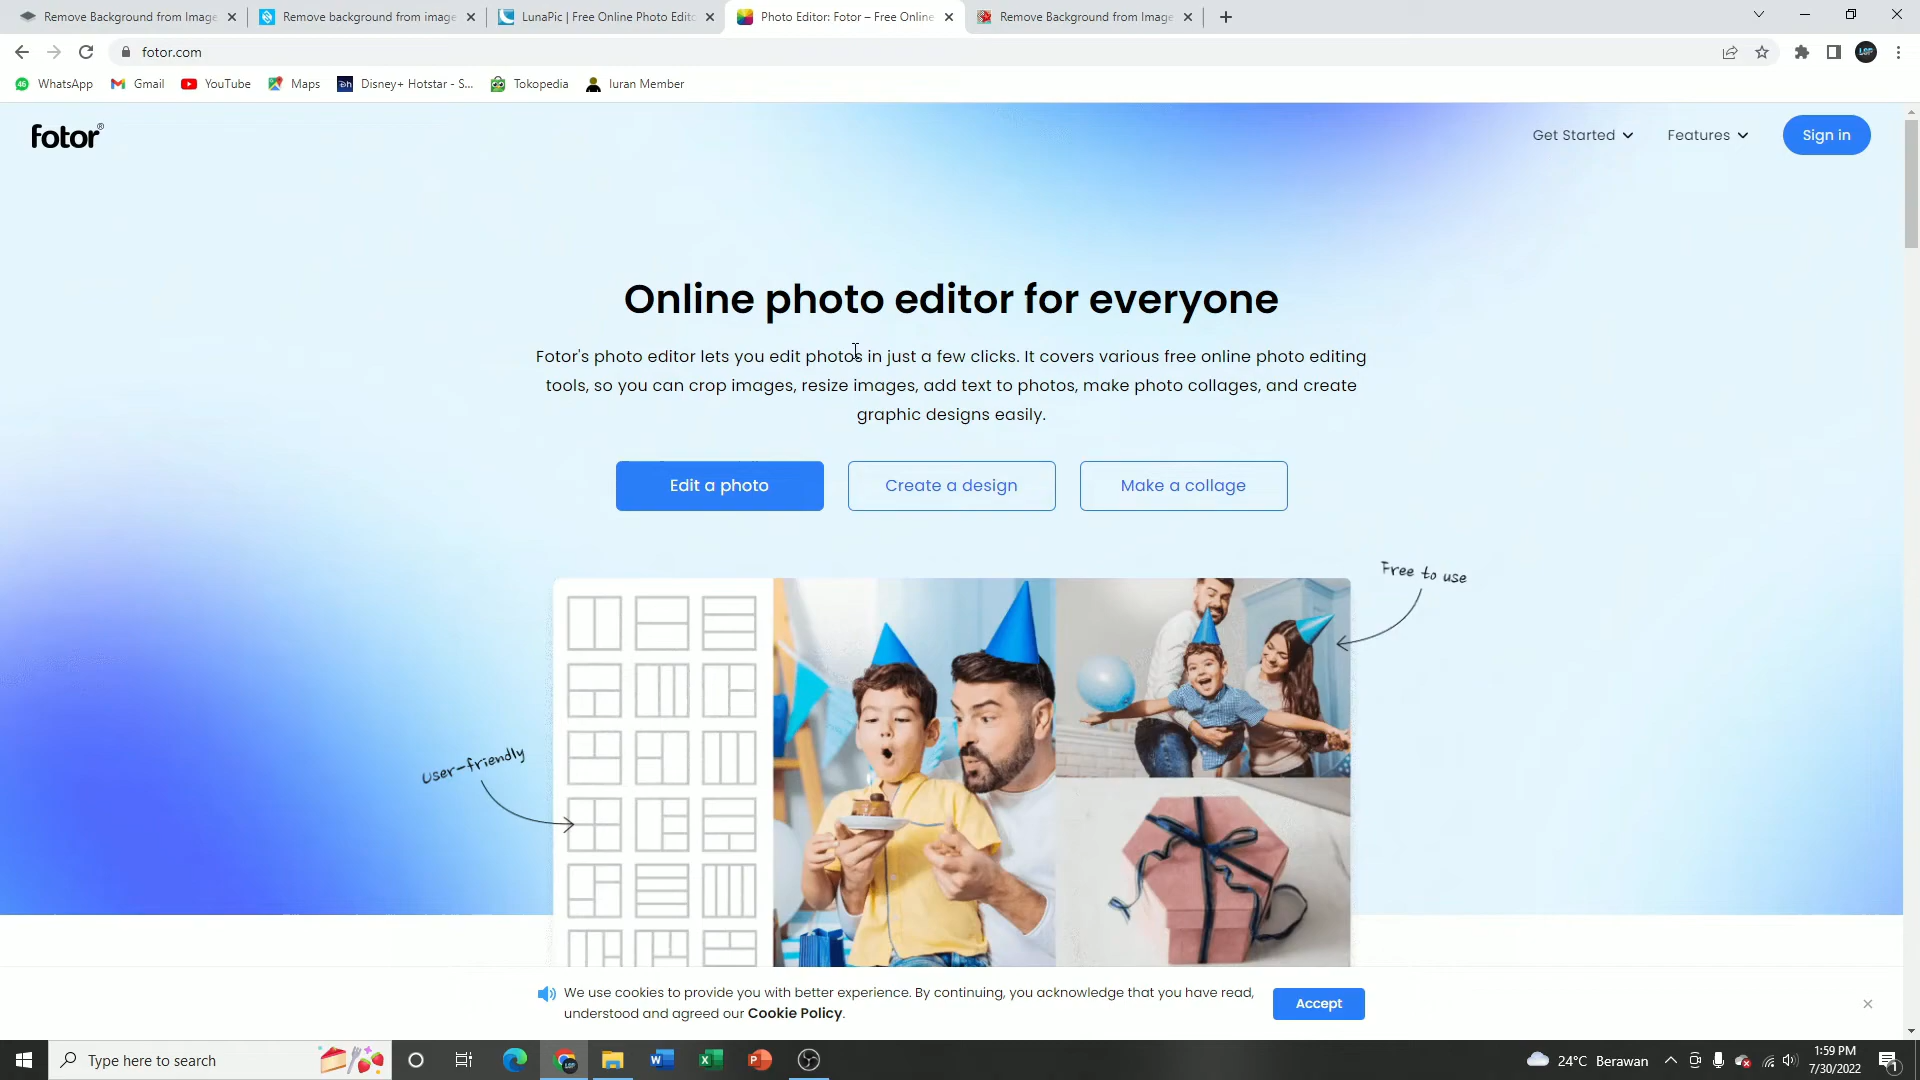 Remove Background from Image
Remove background from image
LunaPic | Free Online Photo Edito
Photo Editor: Fotor – Free Online
Remove Background from Image
fotor.com
LGP
46
WhatsApp
Gmail
YouTube
Maps
Disney+ Hotstar - S...
Tokopedia
Iuran Member
fotor®
Get Started
Features
Sign in
Online photo editor for everyone
Fotor's photo editor lets you edit photos in just a few clicks. It covers various free online photo editing
tools, so you can crop images, resize images, add text to photos, make photo collages, and create
graphic designs easily.
Edit a photo
Create a design
Make a collage
Free to use
User-friendly
We use cookies to provide you with better experience. By continuing, you acknowledge that you have read,
understood and agreed our Cookie Policy.
Accept
Type here to search
24°C Berawan
1:59 PM
7/30/2022
1